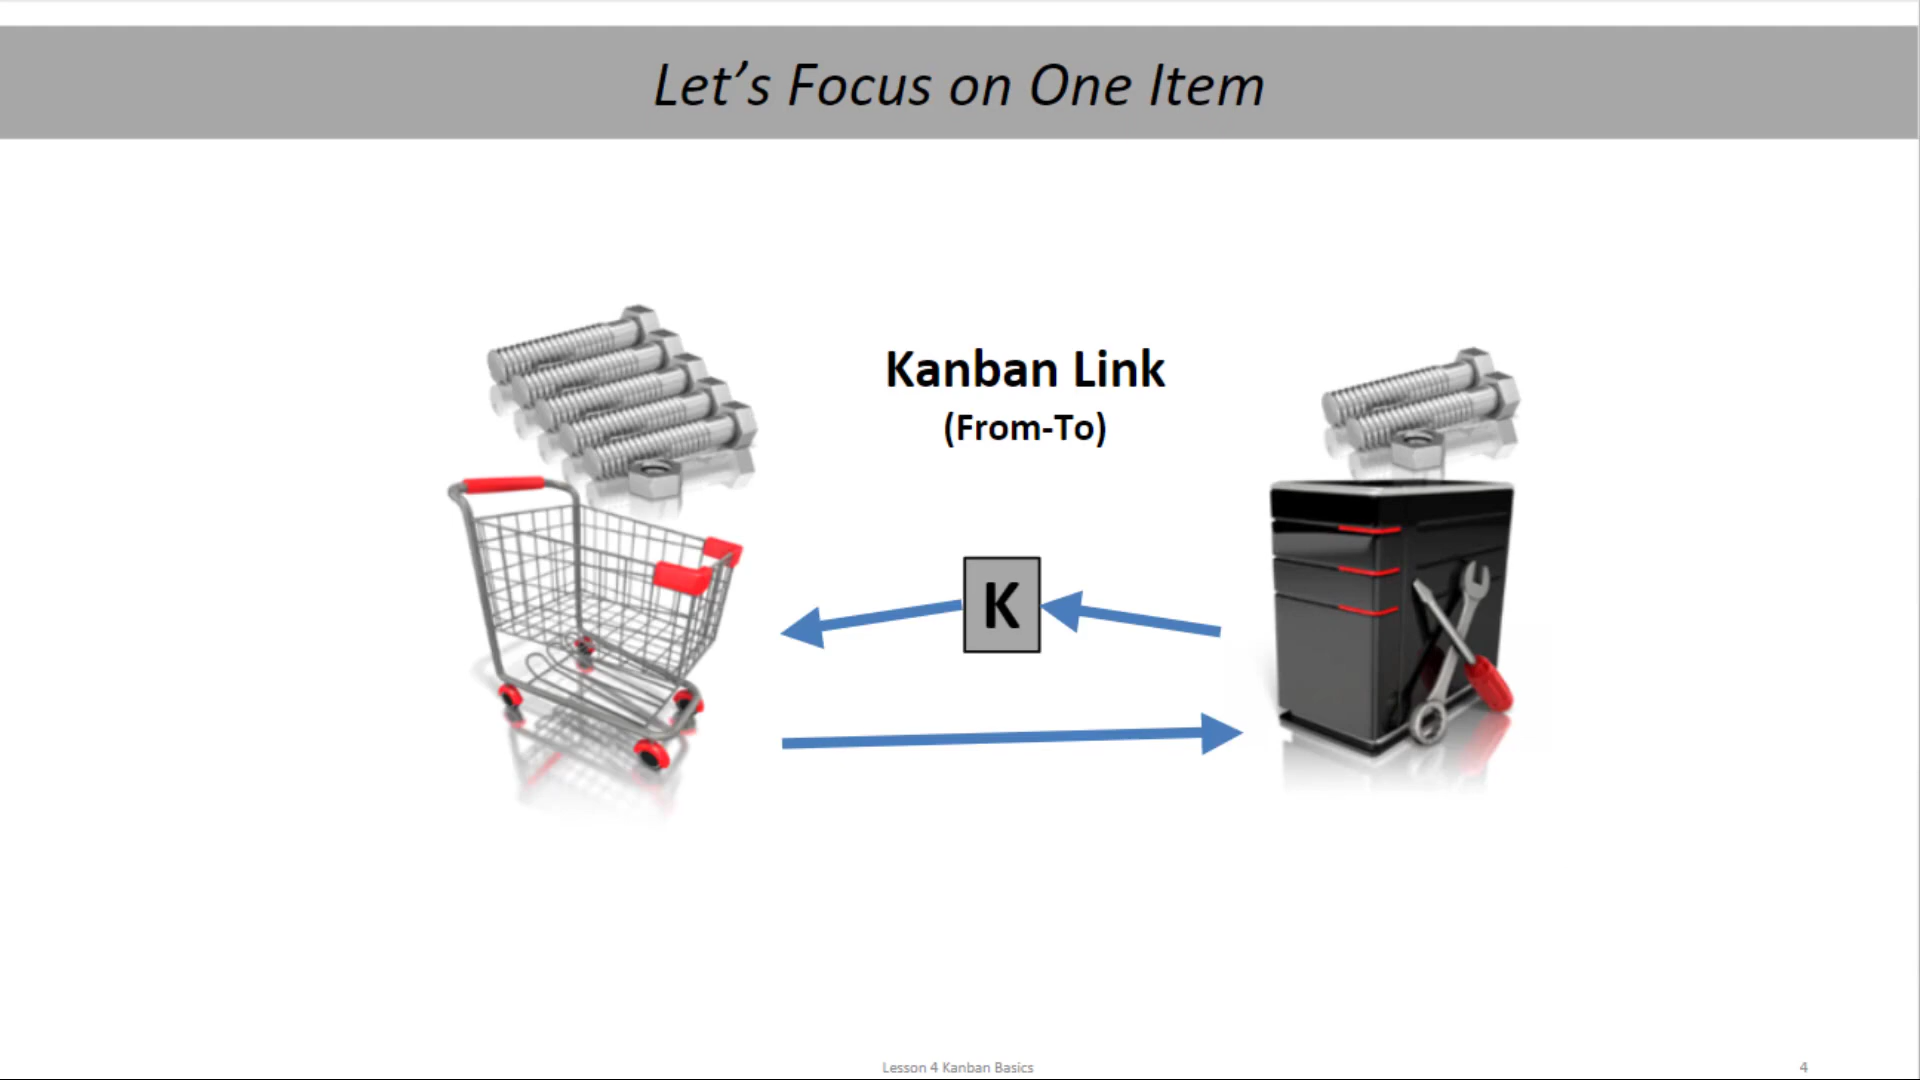 Let’s Focus on One Item
Kanban Link
(From-To)
K
Lesson 4 Kanban Basics
4